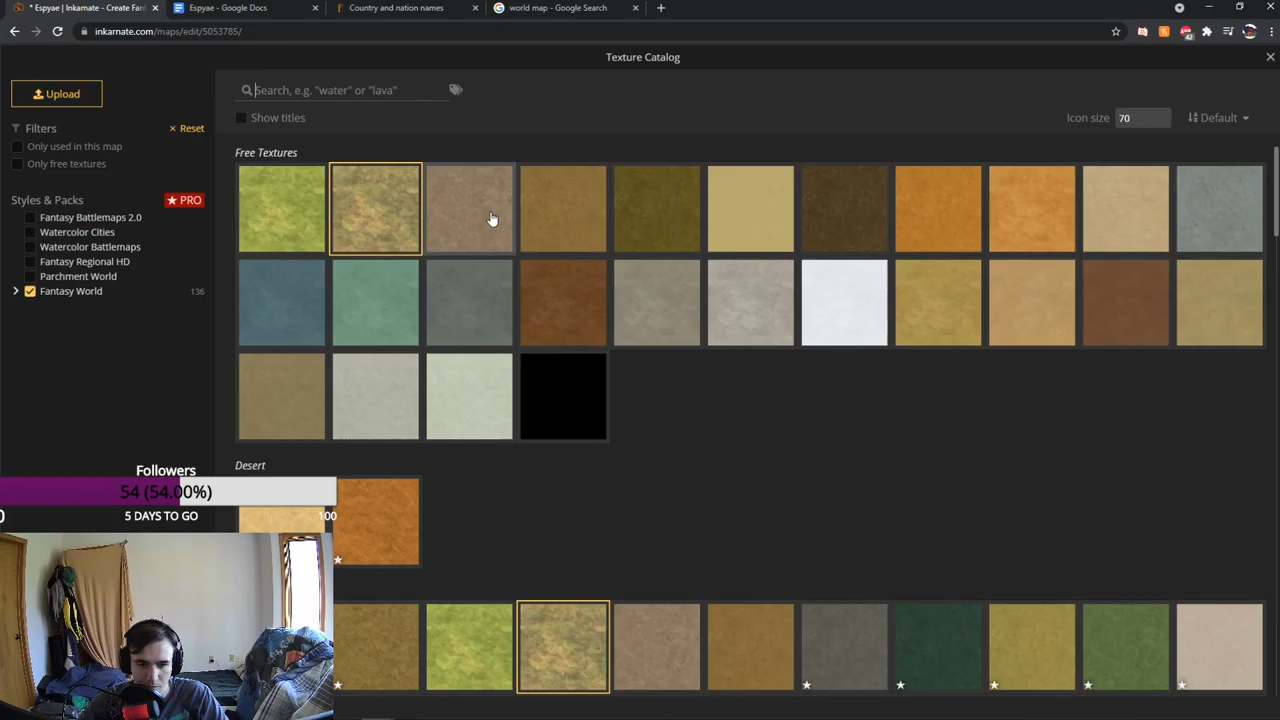 * Espyae | Inkarnate - Create Fan
Espyae - Google Docs
Country and nation names
world map - Google Search
inkarnate.com/maps/edit/5053785/
42
Texture Catalog
Upload
Search, e.g. "water" or "lava"
Show titles
Icon size
70
Default
Filters
Reset
Only used in this map
Only free textures
Styles & Packs
PRO
Fantasy Battlemaps 2.0
Watercolor Cities
Watercolor Battlemaps
Fantasy Regional HD
Parchment World
Fantasy World
136
Free Textures
Desert
Followers
54 (54.00%)
0
5 DAYS TO GO
100